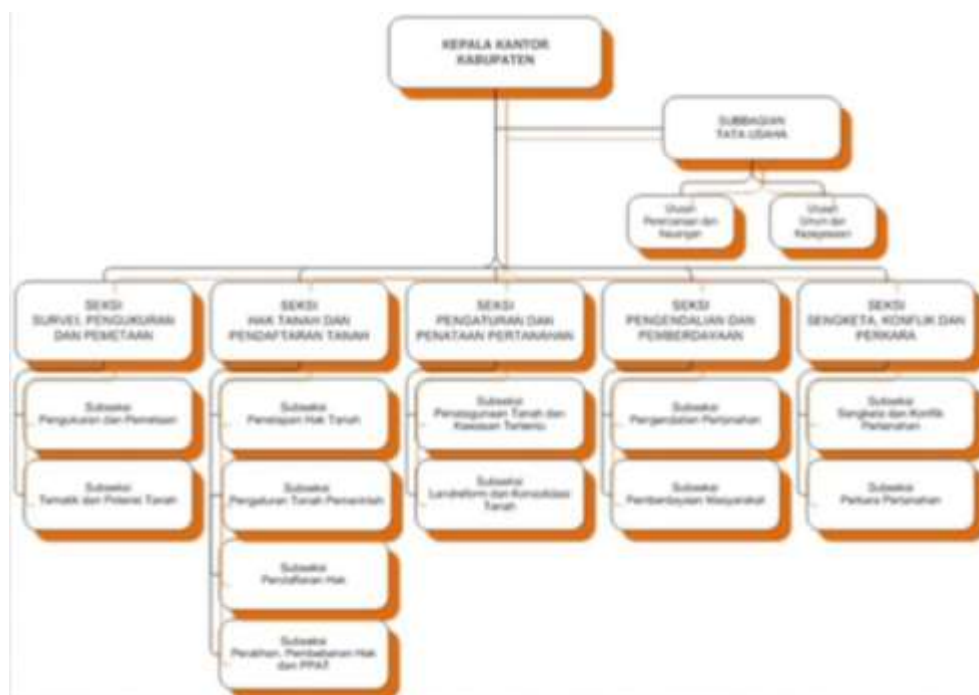 KEPALA KANTOR
KABUPATEN
SUBBAGIAN
TATA USAHA
Urusan
Perencanaan dan
Keuangan
Urusan
Umum dan
Kepegawaian
SEKSI
SURVEI, PENGUKURAN
DAN PEMETAAN
SEKSI
HAK TANAH DAN
PENDAFTARAN TANAH
SEKSI
PENGATURAN DAN
PENATAAN PERTANAHAN
SEKSI
PENGENDALIAN DAN
PEMBERDAYAAN
SEKSI
SENGKETA, KONFLIK DAN
PERKARA
Subseksi
Pengukuran dan Pemetaan
Subseksi
Tematik dan Potensi Tanah
Subseksi
Penetapan Hak Tanah
Subseksi
Pengaturan Tanah Pemerintah
Subseksi
Pendaftaran Hak
Subseksi
Peralihan, Pembebanan Hak
dan PPAT
Subseksi
Penatagunaan Tanah dan
Kawasan Tertentu
Subseksi
Landreform dan Konsolidasi
Tanah
Subseksi
Pengendalian Pertanahan
Subseksi
Pemberdayaan Masyarakat
Subseksi
Sengketa dan Konflik
Pertanahan
Subseksi
Perkara Pertanahan